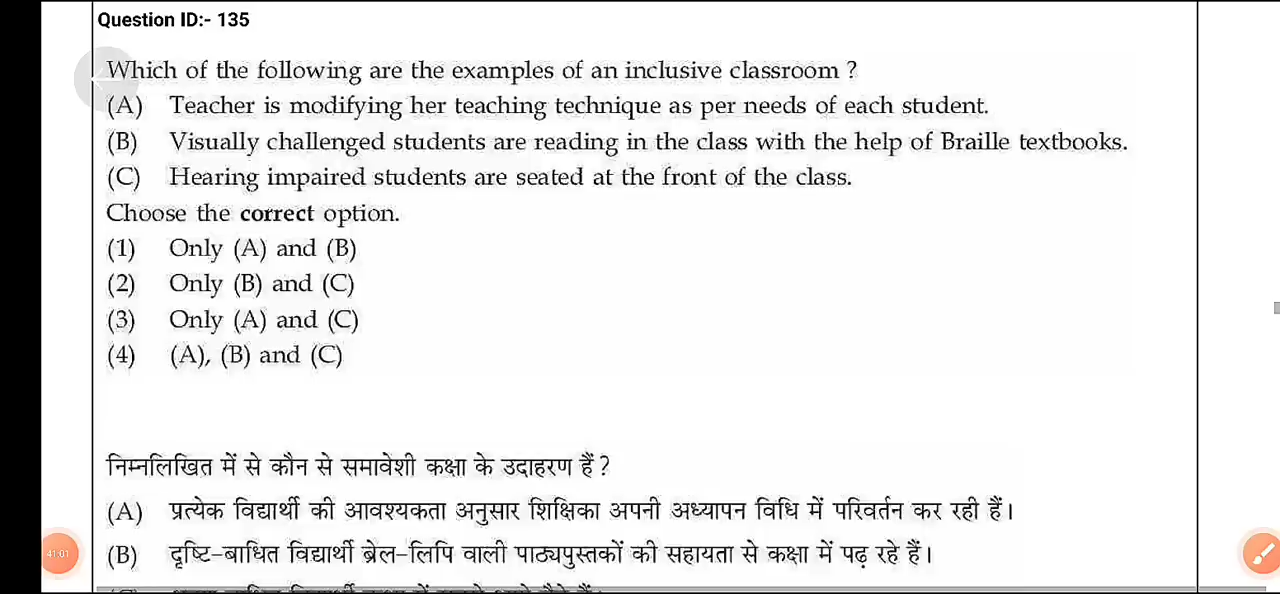 Question ID:- 135
Which of the following are the examples of an inclusive classroom ?
(A) Teacher is modifying her teaching technique as per needs of each student.
(B) Visually challenged students are reading in the class with the help of Braille textbooks.
(C) Hearing impaired students are seated at the front of the class.
Choose the correct option.
(1) Only (A) and (B)
(2) Only (B) and (C)
(3) Only (A) and (C)
(4) (A), (B) and (C)
निम्नलिखित में से कौन से समावेशी कक्षा के उदाहरण हैं ?
(A) प्रत्येक विद्यार्थी की आवश्यकता अनुसार शिक्षिका अपनी अध्यापन विधि में परिवर्तन कर रही हैं।
(B) दृष्टि-बाधित विद्यार्थी ब्रेल-लिपि वाली पाठ्यपुस्तकों की सहायता से कक्षा में पढ़ रहे हैं।
41:01